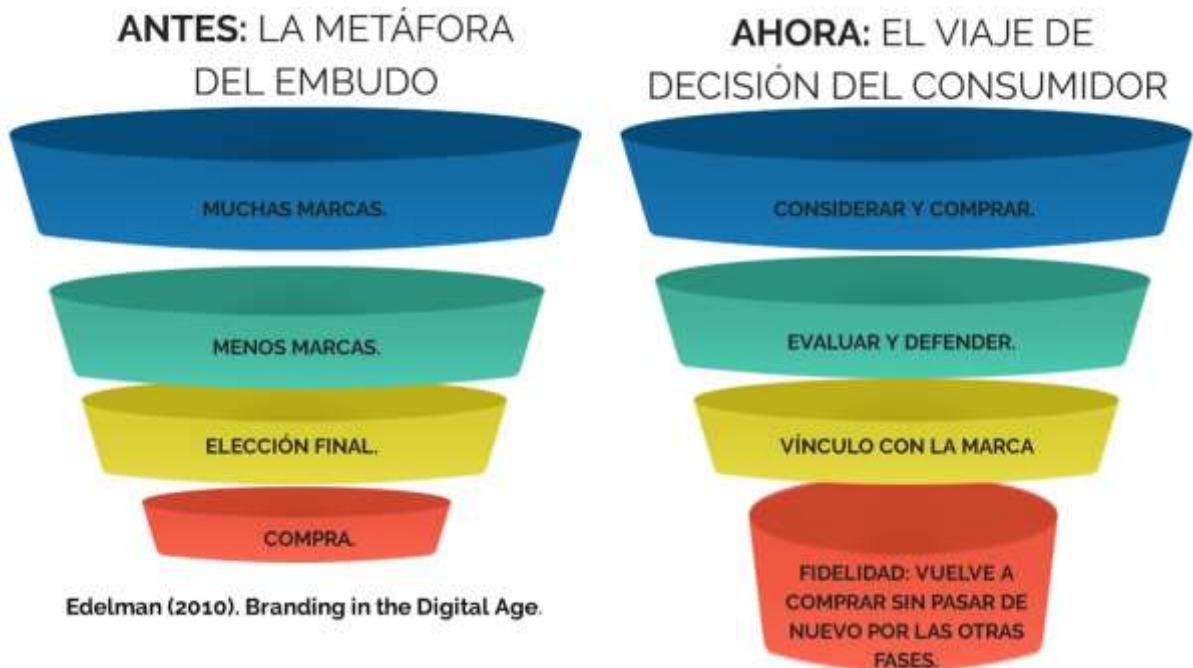 ANTES: LA METÁFORA
DEL EMBUDO
MUCHAS MARCAS.
MENOS MARCAS.
ELECCIÓN FINAL.
COMPRA.
Edelman (2010). Branding in the Digital Age.
AHORA: EL VIAJE DE
DECISIÓN DEL CONSUMIDOR
CONSIDERAR Y COMPRAR.
EVALUAR Y DEFENDER.
VÍNCULO CON LA MARCA
FIDELIDAD: VUELVE A
COMPRAR SIN PASAR DE
NUEVO POR LAS OTRAS
FASES.